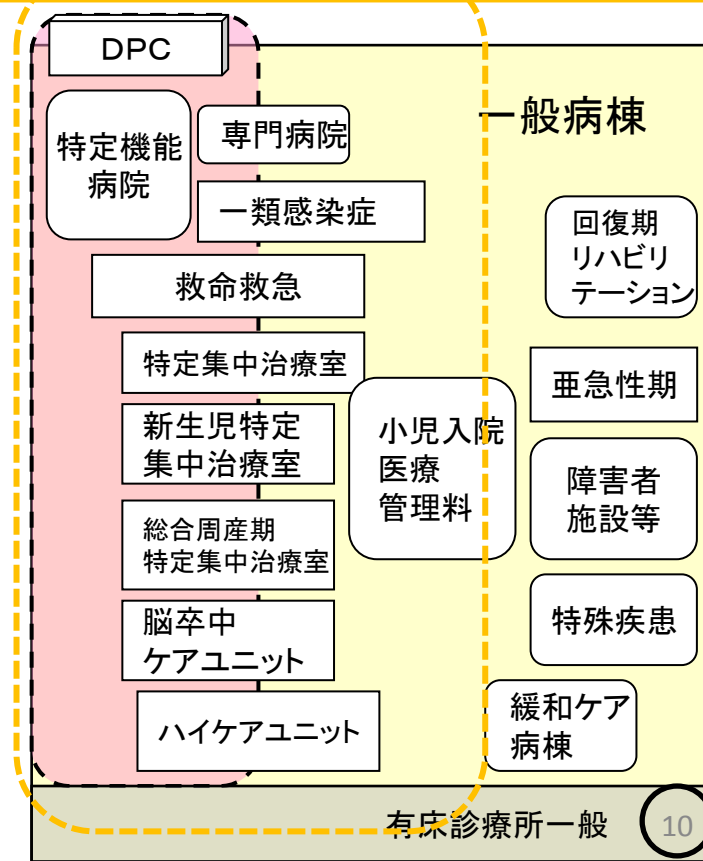 DPC
一般病棟
特定機能
病院
専門病院
一類感染症
救命救急
特定集中治療室
新生児特定
集中治療室
総合周産期
特定集中治療室
脳卒中
ケアユニット
ハイケアユニット
小児入院
医療
管理料
回復期
リハビリ
テーション
亜急性期
障害者
施設等
特殊疾患
緩和ケア
病棟
有床診療所一般
10